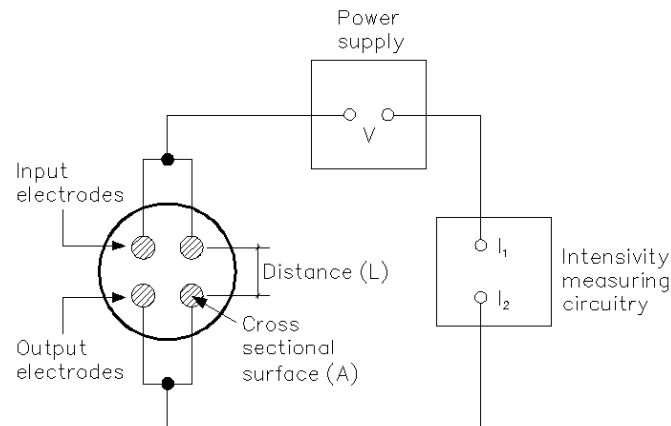 Power
supply
V
Input
electrodes
Distance (L)
I₁
I₂
Intensivity
measuring
circuitry
Output
electrodes
Cross
sectional
surface (A)